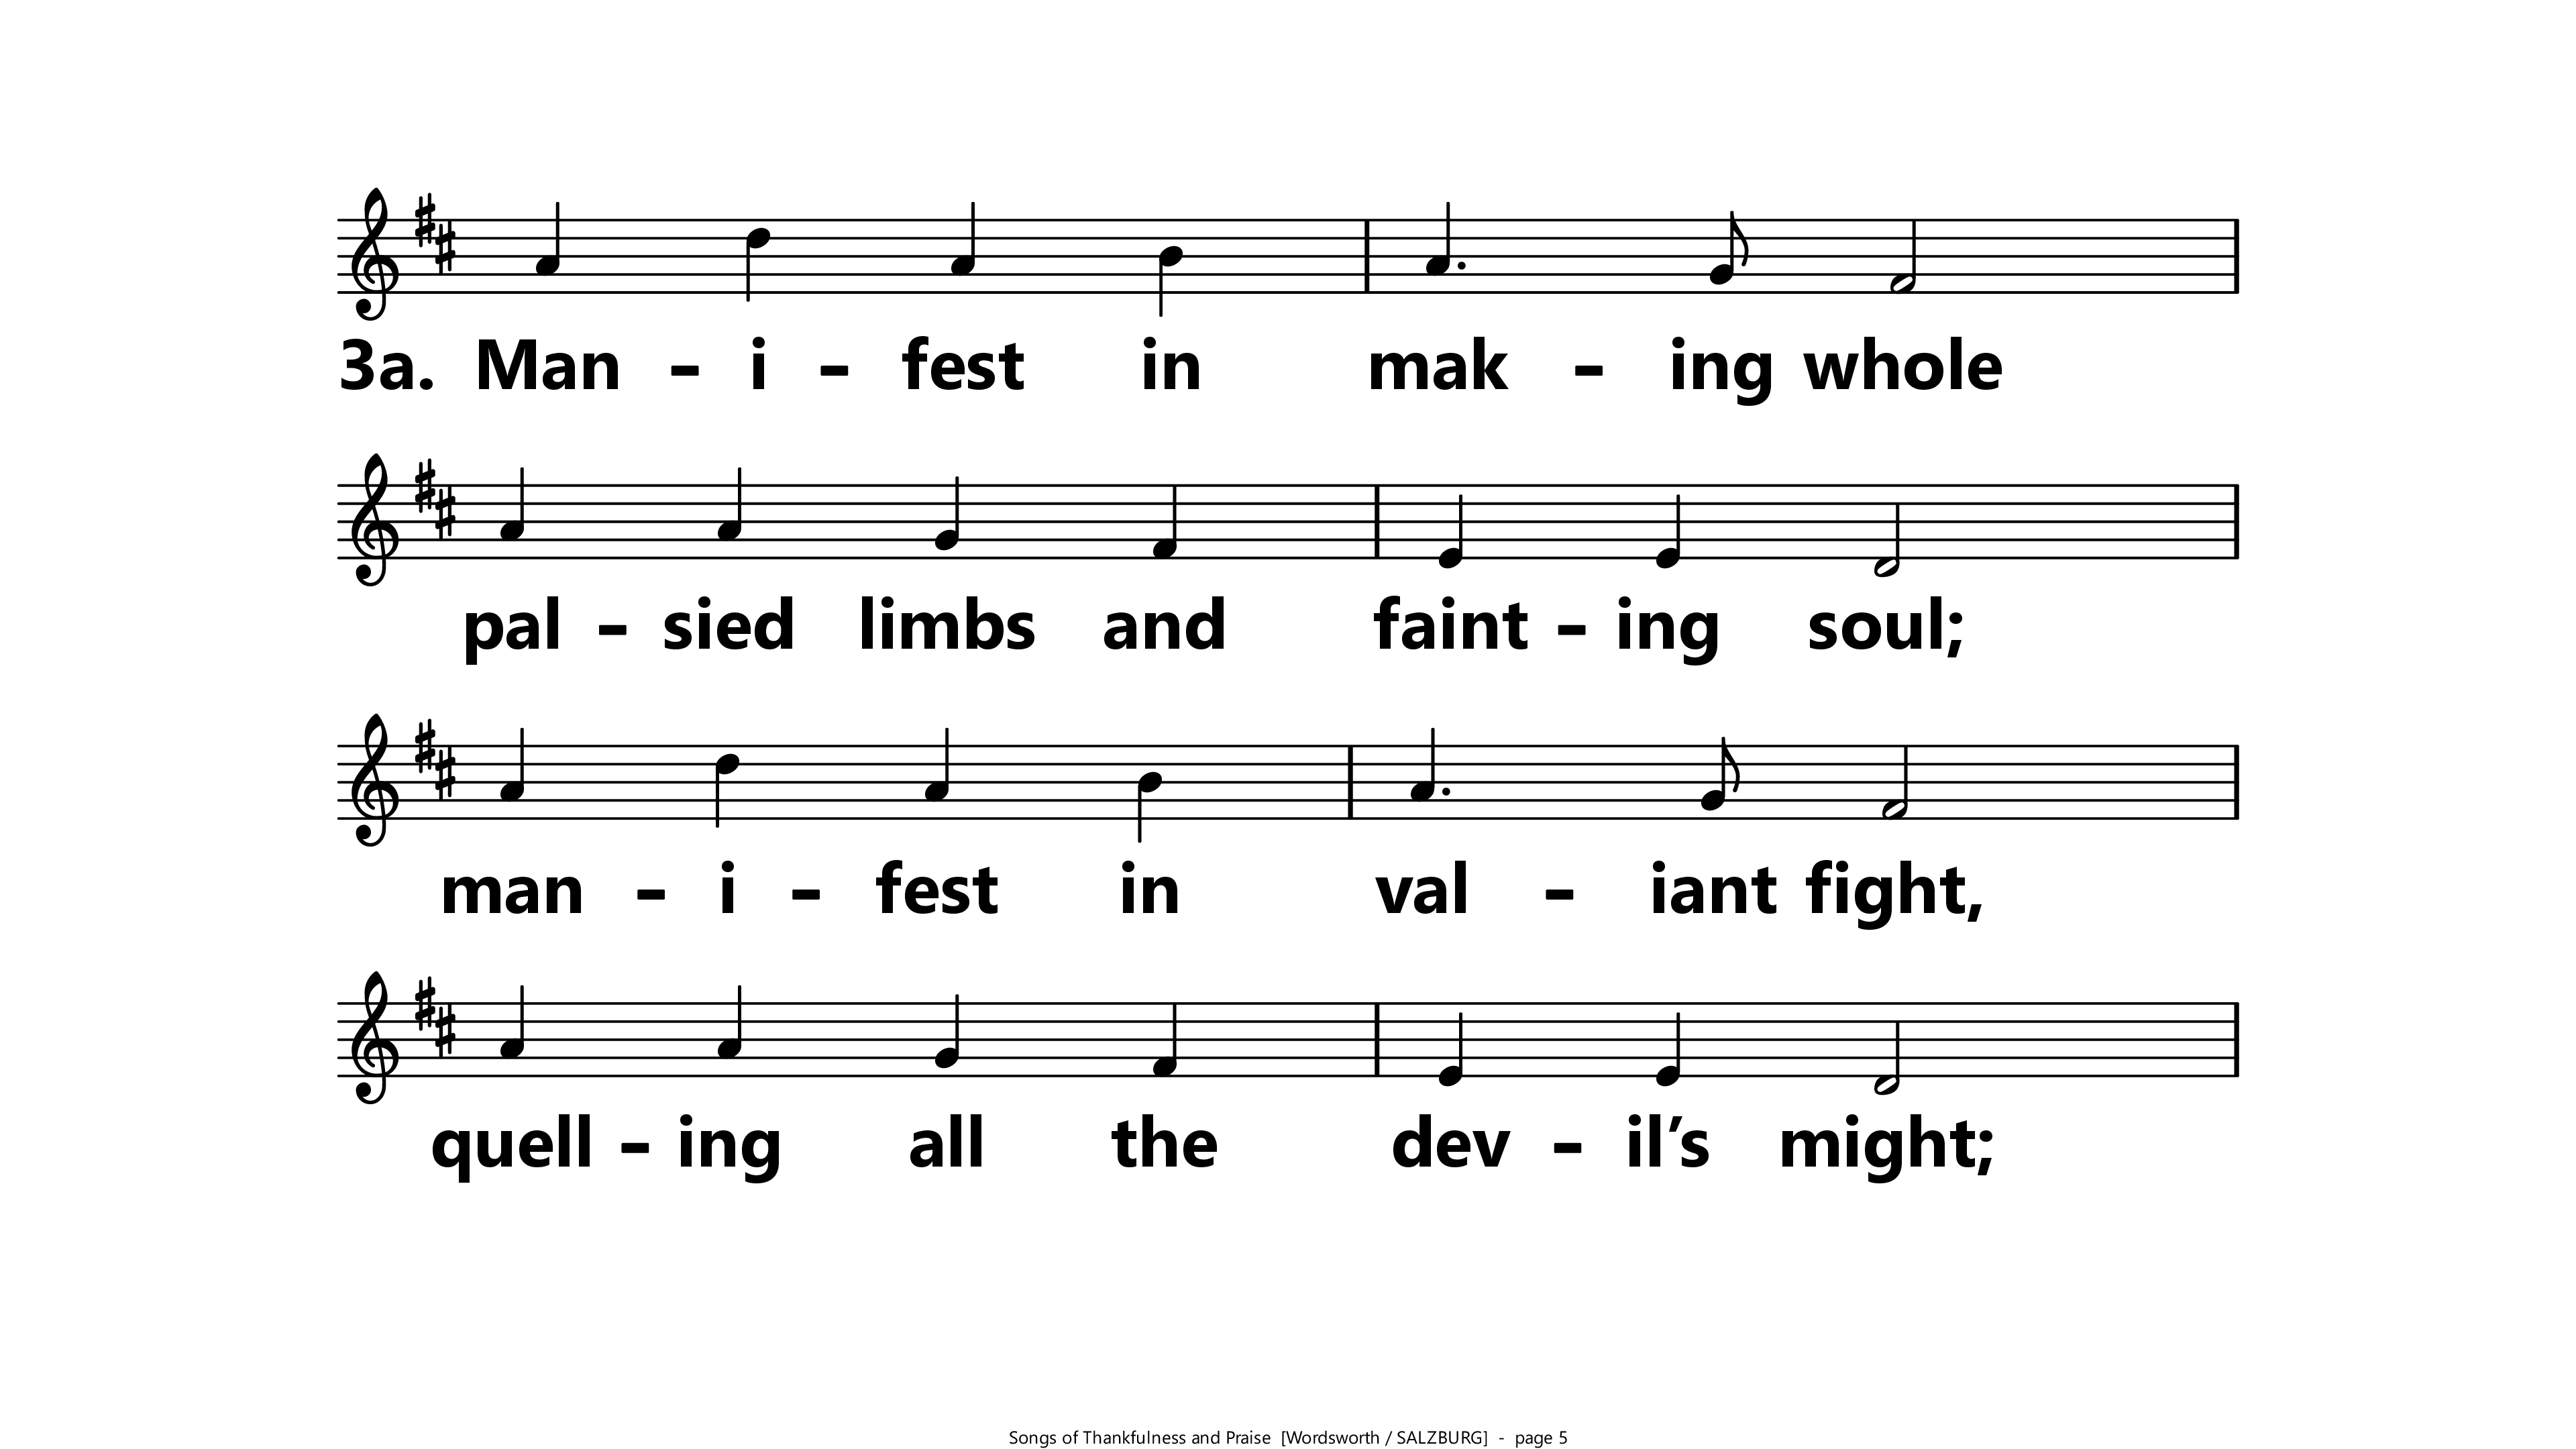 3a. Man - i - fest in mak - ing whole
pal - sied limbs and faint - ing soul;
man - i - fest in val - iant fight,
quell - ing all the dev - il’s might;
Songs of Thankfulness and Praise [Wordsworth / SALZBURG] - page 5